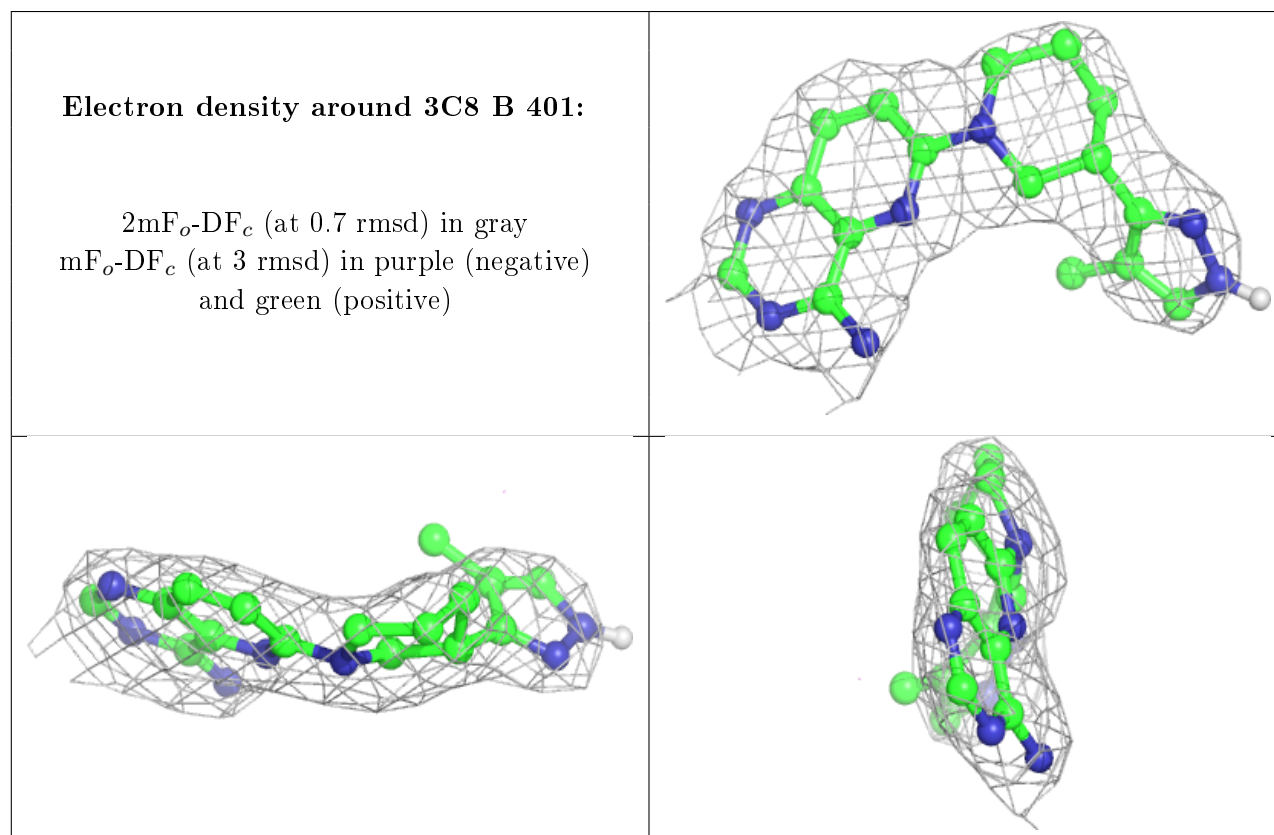 Electron density around 3C8 B 401:
2mFₒ-DF𝒸 (at 0.7 rmsd) in gray
mFₒ-DF𝒸 (at 3 rmsd) in purple (negative)
and green (positive)